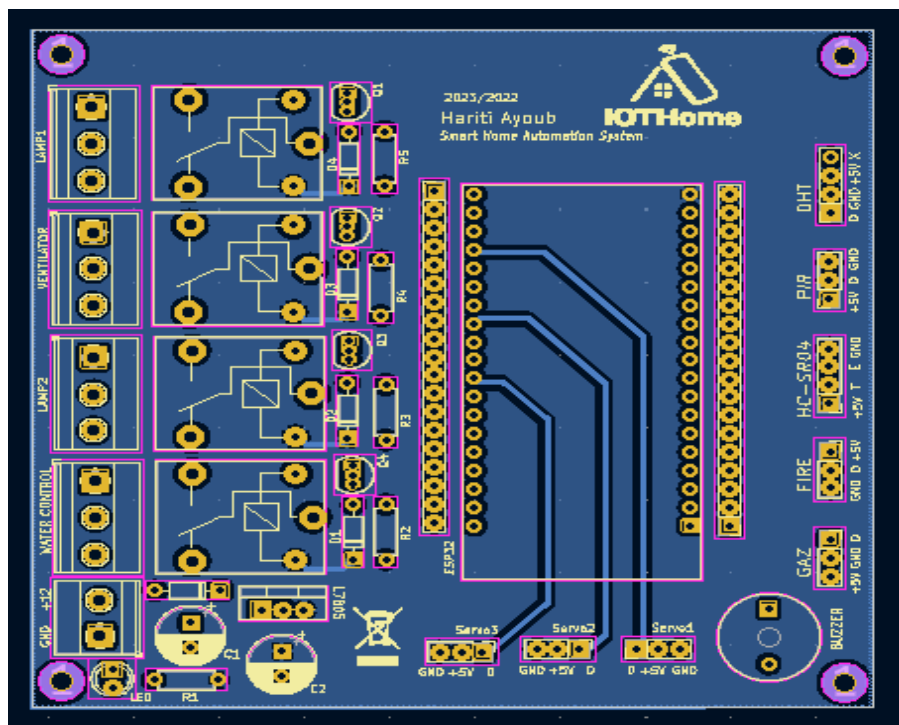 2023/2022
Hariti Ayoub
Smart Home Automation System
IOTHome
LAMP1
Q1
D4
R5
VENTILATOR
Q2
D3
R4
LAMP2
Q3
D2
R3
WATER CONTROL
Q4
D1
R2
ESP32
DHT
D GND +5V X
PIR
+5V D GND
HC-SR04
+5V T E GND
FIRE
GND D +5V
GAZ
+5V GND D
BUZZER
GND +12
L7805
+
C1
+
C2
LED
R1
Servo3
GND +5V D
Servo2
GND +5V D
Servo1
D +5V GND